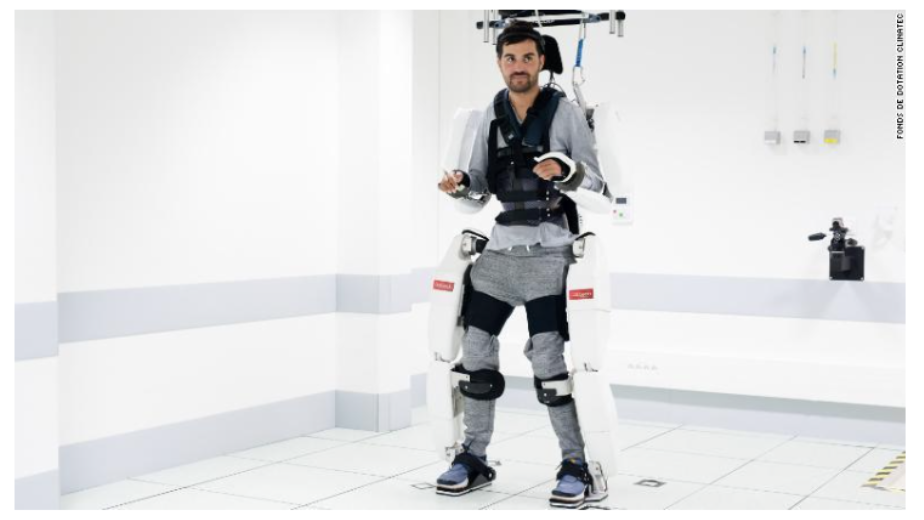 FONDS DE DOTATION CLINATEC